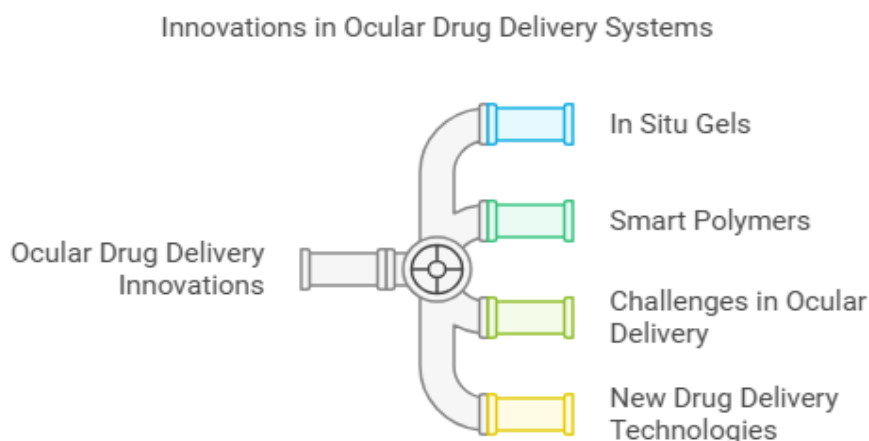 Innovations in Ocular Drug Delivery Systems
In Situ Gels
Smart Polymers
Ocular Drug Delivery
Innovations
Challenges in Ocular
Delivery
New Drug Delivery
Technologies